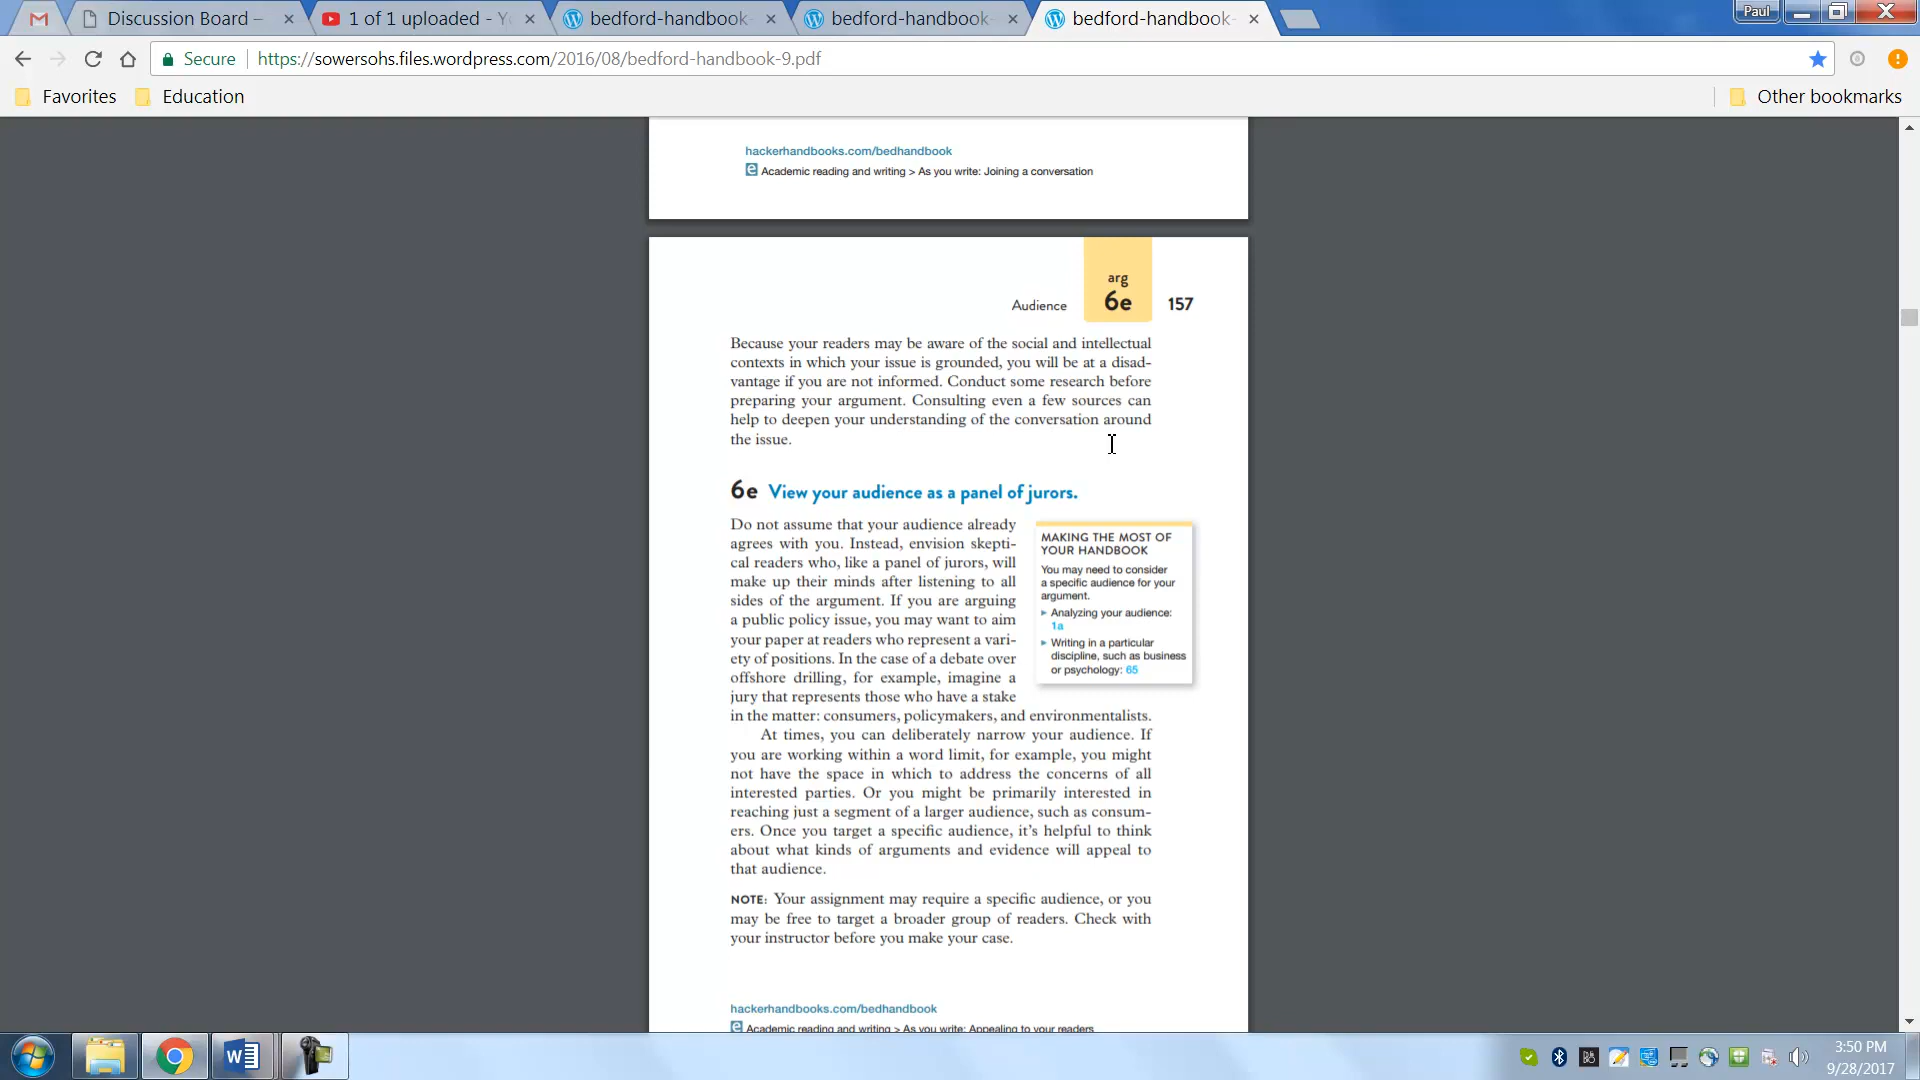 Discussion Board –
1 of 1 uploaded - Y
bedford-handbook-
bedford-handbook-
bedford-handbook-
Paul
Secure
https://sowersohs.files.wordpress.com/2016/08/bedford-handbook-9.pdf
Favorites
Education
Other bookmarks
hackerhandbooks.com/bedhandbook
e Academic reading and writing > As you write: Joining a conversation
arg
Audience 6e 157
Because your readers may be aware of the social and intellectual
contexts in which your issue is grounded, you will be at a disad-
vantage if you are not informed. Conduct some research before
preparing your argument. Consulting even a few sources can
help to deepen your understanding of the conversation around
the issue.
6e View your audience as a panel of jurors.
Do not assume that your audience already
agrees with you. Instead, envision skepti-
cal readers who, like a panel of jurors, will
make up their minds after listening to all
sides of the argument. If you are arguing
a public policy issue, you may want to aim
your paper at readers who represent a vari-
ety of positions. In the case of a debate over
offshore drilling, for example, imagine a
jury that represents those who have a stake
in the matter: consumers, policymakers, and environmentalists.
MAKING THE MOST OF
YOUR HANDBOOK
You may need to consider
a specific audience for your
argument.
▸ Analyzing your audience:
1a
▸ Writing in a particular
discipline, such as business
or psychology: 65
At times, you can deliberately narrow your audience. If
you are working within a word limit, for example, you might
not have the space in which to address the concerns of all
interested parties. Or you might be primarily interested in
reaching just a segment of a larger audience, such as consum-
ers. Once you target a specific audience, it's helpful to think
about what kinds of arguments and evidence will appeal to
that audience.
NOTE: Your assignment may require a specific audience, or you
may be free to target a broader group of readers. Check with
your instructor before you make your case.
hackerhandbooks.com/bedhandbook
e Academic reading and writing > As you write: Appealing to your readers
3:50 PM
9/28/2017